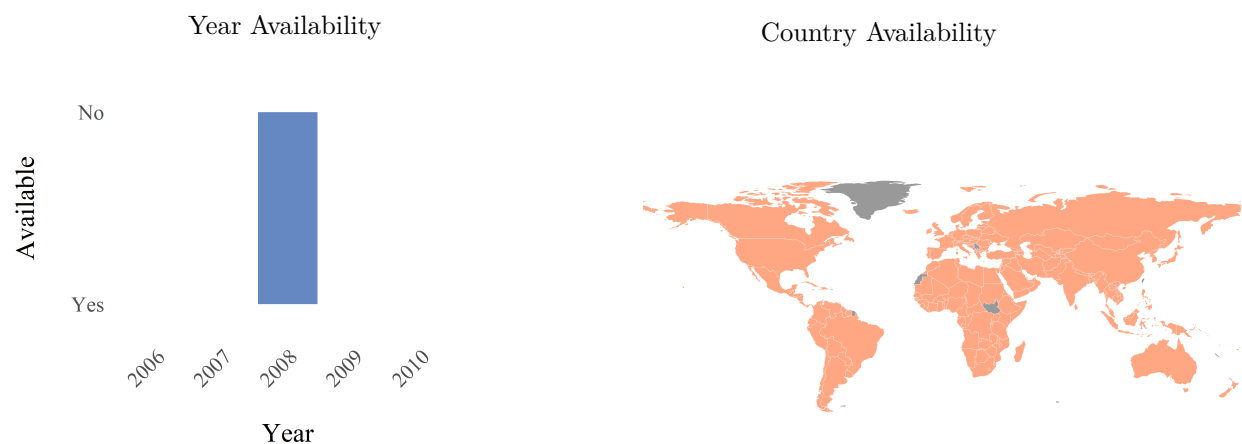 Year Availability
No
Available
Yes
2006
2007
2008
2009
2010
Year
Country Availability